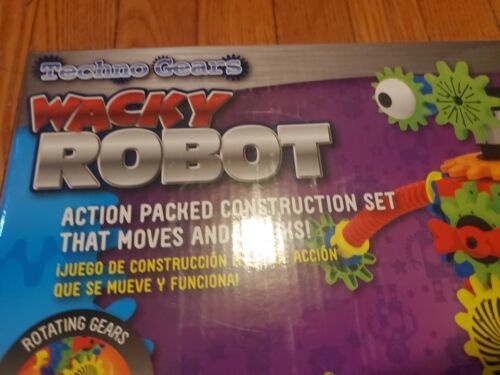 Techno Gears
WACKY
ROBOT
ACTION PACKED CONSTRUCTION SET
THAT MOVES AND
¡JUEGO DE CONSTRUCCIÓN ACCIÓN
QUE SE MUEVE Y FUNCIONA!
ROTATING GEARS